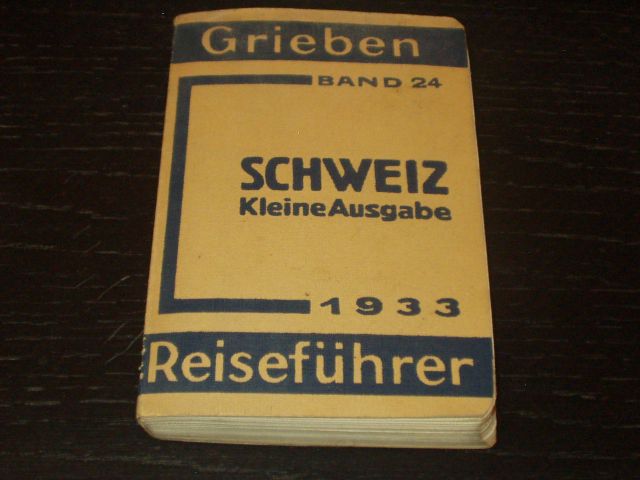 Grieben
BAND 24
SCHWEIZ
Kleine Ausgabe
1933
Reiseführer